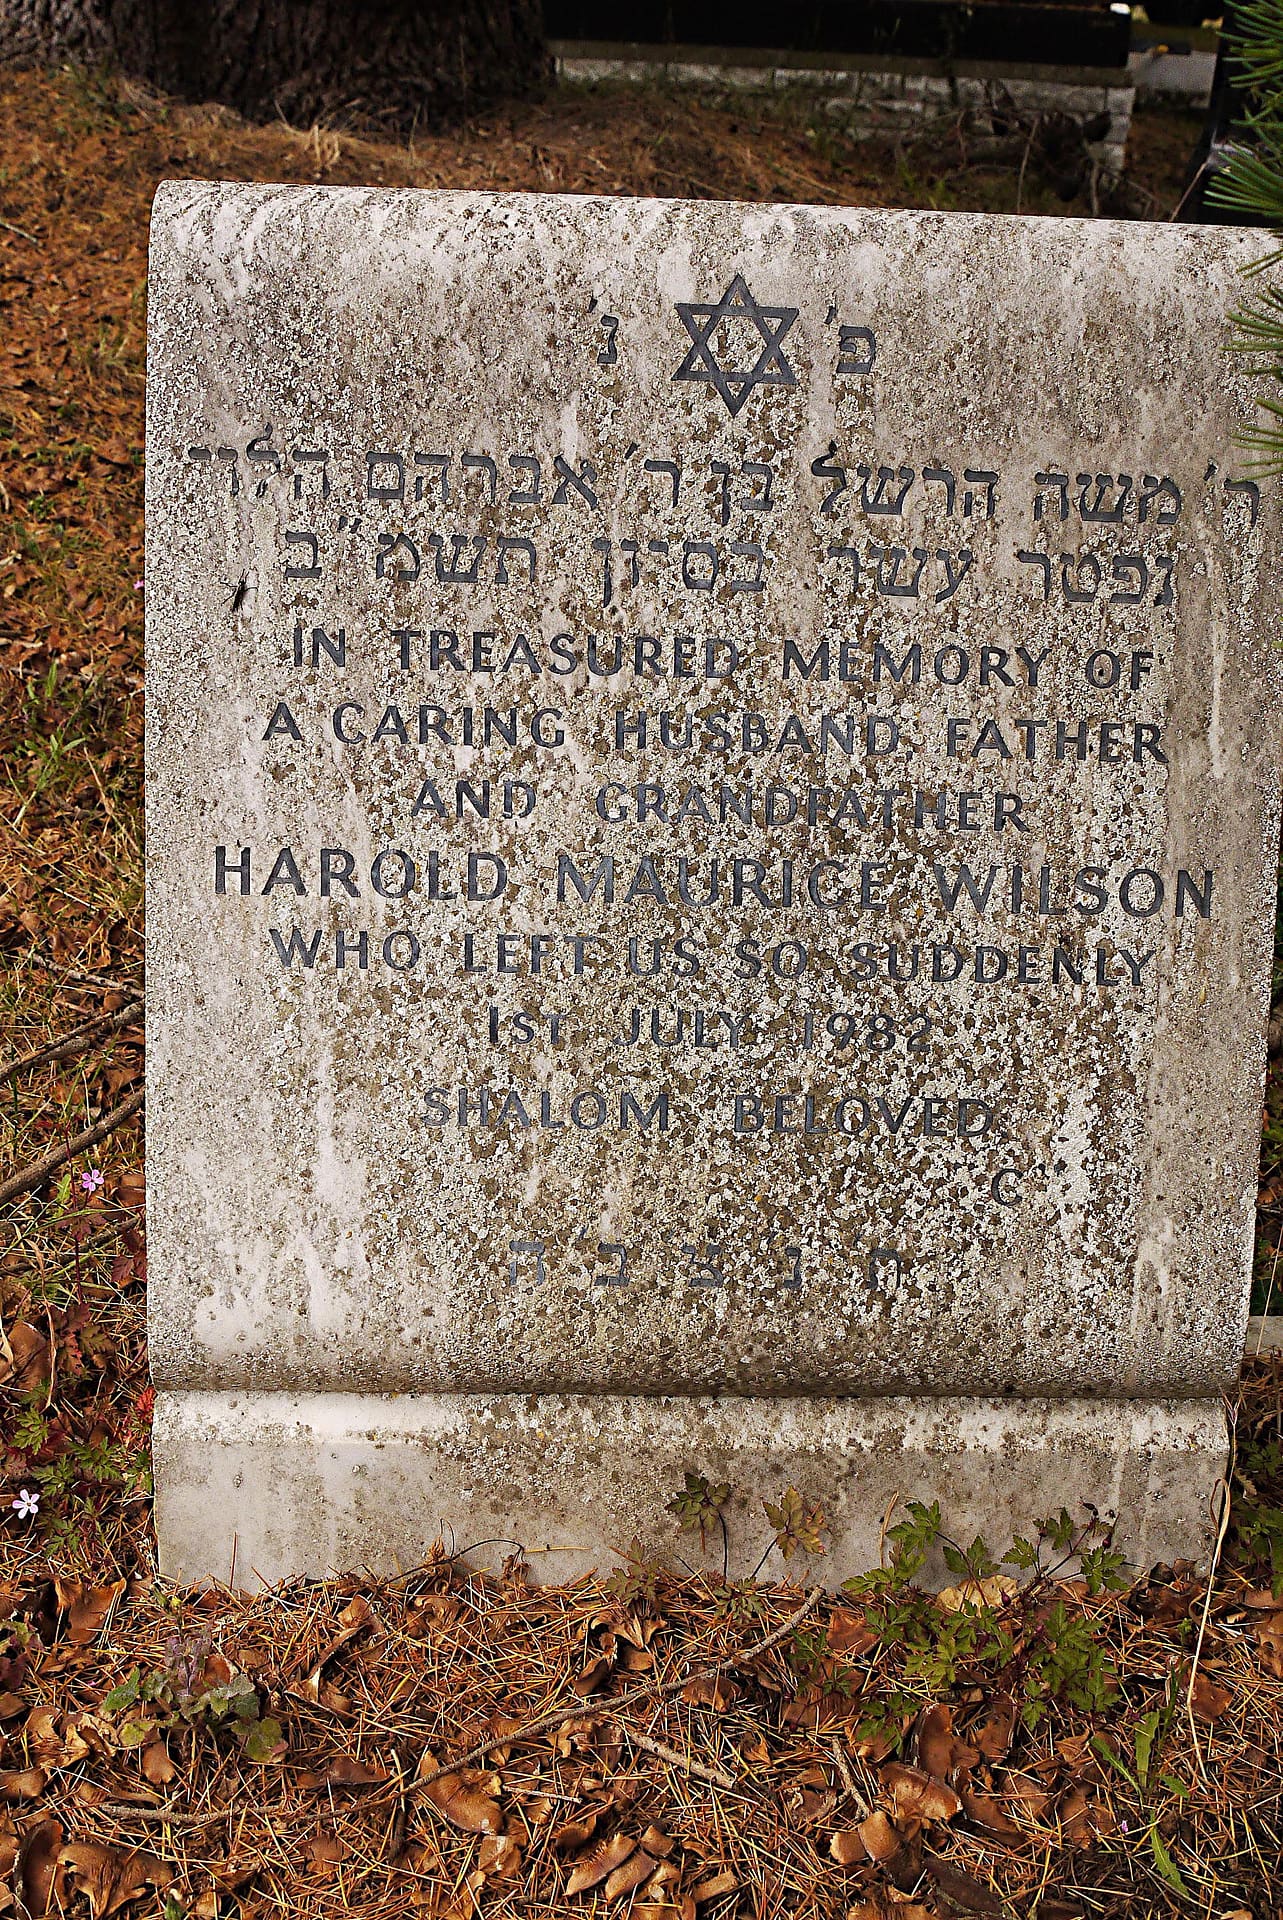 פ' נ'
ר' משה הרשל בן ר' אברהם הלוי
נפטר עשר בסיון תשמ״ב
IN TREASURED MEMORY OF
A CARING HUSBAND FATHER
AND GRANDFATHER
HAROLD MAURICE WILSON
WHO LEFT US SO SUDDENLY
1ST JULY 1982
SHALOM BELOVED
ת' נ' צ' ב' ה